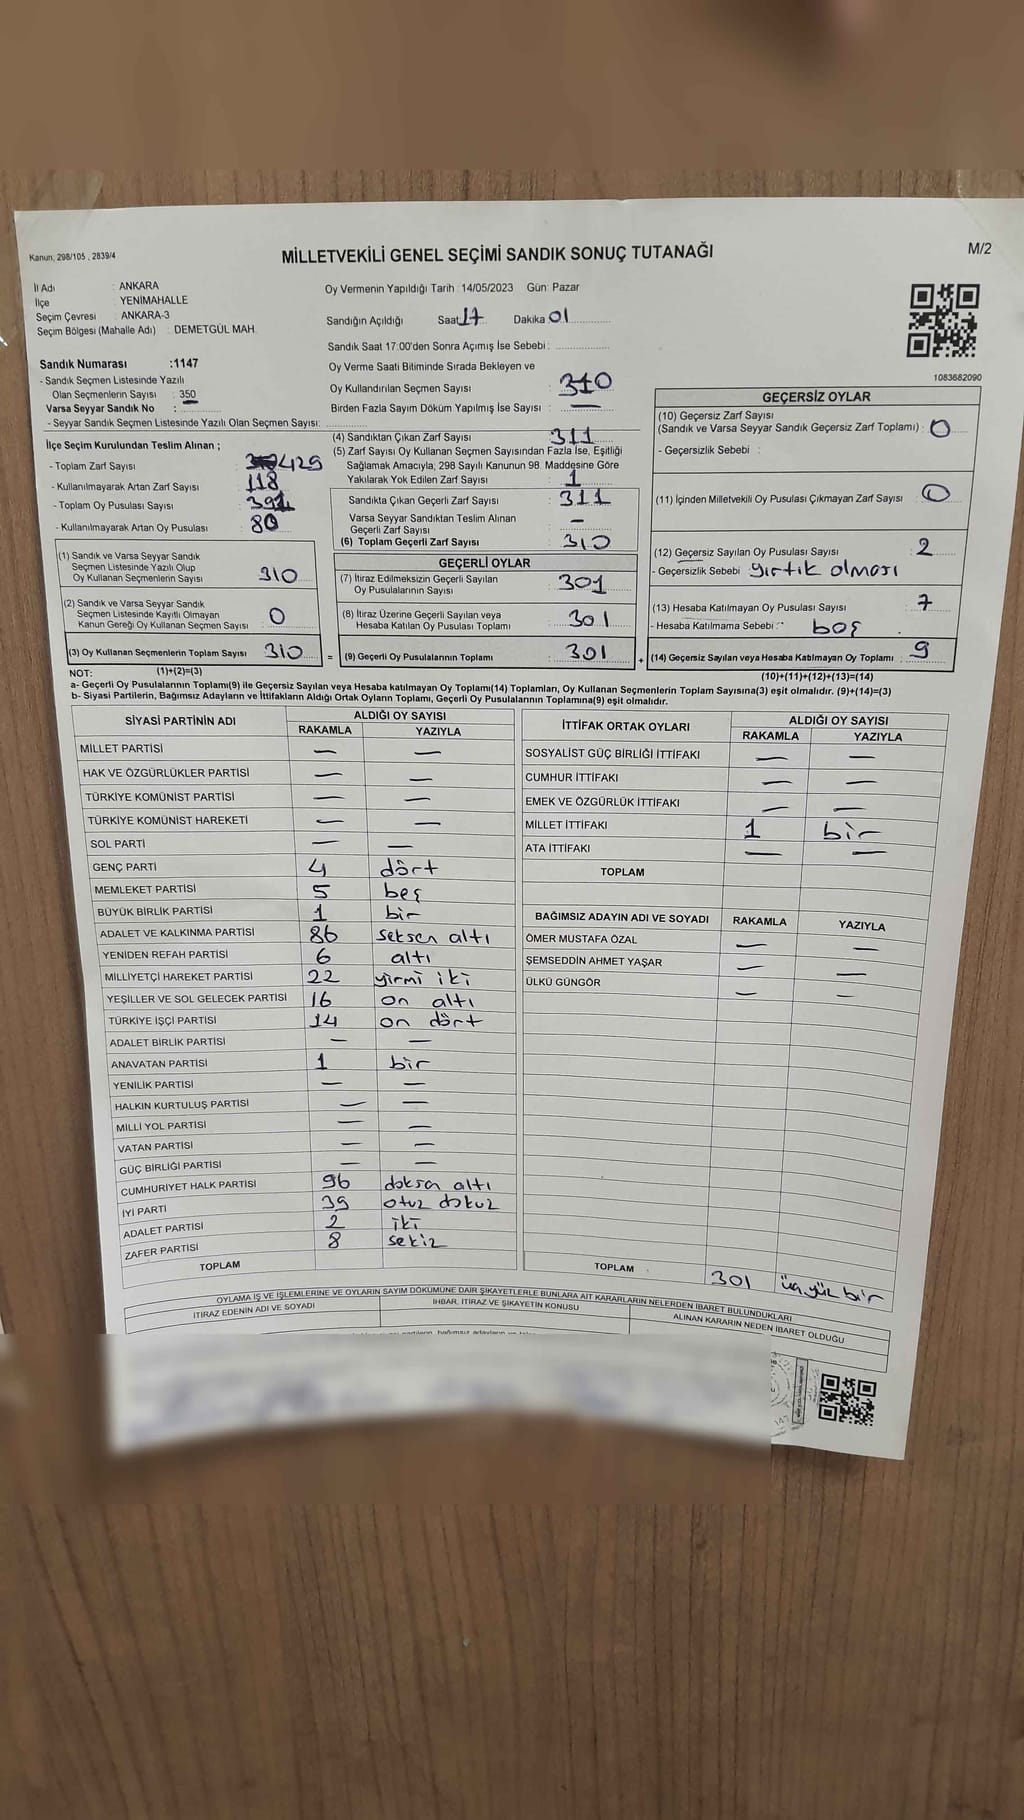 Kanun, 298/105 , 2839/4
MİLLETVEKİLİ GENEL SEÇİMİ SANDIK SONUÇ TUTANAĞI
M/2
İl Adı : ANKARA
İlçe : YENİMAHALLE
Seçim Çevresi : ANKARA-3
Seçim Bölgesi (Mahalle Adı) : DEMETGÜL MAH.
Sandık Numarası :1147
- Sandık Seçmen Listesinde Yazılı
Olan Seçmenlerin Sayısı : 350
Varsa Seyyar Sandık No :
- Seyyar Sandık Seçmen Listesinde Yazılı Olan Seçmen Sayısı:
Oy Vermenin Yapıldığı Tarih : 14/05/2023 Gün: Pazar
Sandığın Açıldığı Saat 17 Dakika 01
Sandık Saat 17:00'den Sonra Açımış İse Sebebi :
Oy Verme Saati Bitiminde Sırada Bekleyen ve
Oy Kullandırılan Seçmen Sayısı : 310
Birden Fazla Sayım Döküm Yapılmış İse Sayısı : —
1083682090
İlçe Seçim Kurulundan Teslim Alınan ;
- Toplam Zarf Sayısı : 429
- Kullanılmayarak Artan Zarf Sayısı : 118
- Toplam Oy Pusulası Sayısı : 391
- Kullanılmayarak Artan Oy Pusulası : 80
(1) Sandık ve Varsa Seyyar Sandık
Seçmen Listesinde Yazılı Olup
Oy Kullanan Seçmenlerin Sayısı : 310
(2) Sandık ve Varsa Seyyar Sandık
Seçmen Listesinde Kayıtlı Olmayan
Kanun Gereği Oy Kullanan Seçmen Sayısı : 0
(3) Oy Kullanan Seçmenlerin Toplam Sayısı : 310
(1)+(2)=(3)
(4) Sandıktan Çıkan Zarf Sayısı : 311
(5) Zarf Sayısı Oy Kullanan Seçmen Sayısından Fazla İse, Eşitliği
Sağlamak Amacıyla; 298 Sayılı Kanunun 98. Maddesine Göre
Yakılarak Yok Edilen Zarf Sayısı : 1
Sandıkta Çıkan Geçerli Zarf Sayısı : 311
Varsa Seyyar Sandıktan Teslim Alınan
Geçerli Zarf Sayısı : —
(6) Toplam Geçerli Zarf Sayısı : 310
GEÇERLİ OYLAR
(7) İtiraz Edilmeksizin Geçerli Sayılan
Oy Pusulalarının Sayısı : 301
(8) İtiraz Üzerine Geçerli Sayılan veya
Hesaba Katılan Oy Pusulası Toplamı : 301
= (9) Geçerli Oy Pusulalarının Toplamı : 301
GEÇERSİZ OYLAR
(10) Geçersiz Zarf Sayısı
(Sandık ve Varsa Seyyar Sandık Geçersiz Zarf Toplamı) : 0
- Geçersizlik Sebebi :
(11) İçinden Milletvekili Oy Pusulası Çıkmayan Zarf Sayısı : 0
(12) Geçersiz Sayılan Oy Pusulası Sayısı : 2
- Geçersizlik Sebebi : yırtık olması
(13) Hesaba Katılmayan Oy Pusulası Sayısı : 7
- Hesaba Katılmama Sebebi : boş
+ (14) Geçersiz Sayılan veya Hesaba Katılmayan Oy Toplamı : 9
(10)+(11)+(12)+(13)=(14)
NOT:
a- Geçerli Oy Pusulalarının Toplamı(9) ile Geçersiz Sayılan veya Hesaba katılmayan Oy Toplamı(14) Toplamları, Oy Kullanan Seçmenlerin Toplam Sayısına(3) eşit olmalıdır. (9)+(14)=(3)
b- Siyasi Partilerin, Bağımsız Adayların ve İttifakların Aldığı Ortak Oyların Toplamı, Geçerli Oy Pusulalarının Toplamına(9) eşit olmalıdır.
SİYASİ PARTİNİN ADI ALDIĞI OY SAYISI
RAKAMLA YAZIYLA
MİLLET PARTİSİ — —
HAK VE ÖZGÜRLÜKLER PARTİSİ — —
TÜRKİYE KOMÜNİST PARTİSİ — —
TÜRKİYE KOMÜNİST HAREKETİ — —
SOL PARTİ — —
GENÇ PARTİ 4 dört
MEMLEKET PARTİSİ 5 beş
BÜYÜK BİRLİK PARTİSİ 1 bir
ADALET VE KALKINMA PARTİSİ 86 seksen altı
YENİDEN REFAH PARTİSİ 6 altı
MİLLİYETÇİ HAREKET PARTİSİ 22 yirmi iki
YEŞİLLER VE SOL GELECEK PARTİSİ 16 on altı
TÜRKİYE İŞÇİ PARTİSİ 14 on dört
ADALET BİRLİK PARTİSİ — —
ANAVATAN PARTİSİ 1 bir
YENİLİK PARTİSİ — —
HALKIN KURTULUŞ PARTİSİ — —
MİLLİ YOL PARTİSİ — —
VATAN PARTİSİ — —
GÜÇ BİRLİĞİ PARTİSİ — —
CUMHURİYET HALK PARTİSİ 96 doksan altı
İYİ PARTİ 39 otuz dokuz
ADALET PARTİSİ 2 iki
ZAFER PARTİSİ 8 sekiz
TOPLAM
İTTİFAK ORTAK OYLARI ALDIĞI OY SAYISI
RAKAMLA YAZIYLA
SOSYALİST GÜÇ BİRLİĞİ İTTİFAKI — —
CUMHUR İTTİFAKI — —
EMEK VE ÖZGÜRLÜK İTTİFAKI — —
MİLLET İTTİFAKI 1 bir
ATA İTTİFAKI — —
TOPLAM
BAĞIMSIZ ADAYIN ADI VE SOYADI RAKAMLA YAZIYLA
ÖMER MUSTAFA ÖZAL — —
ŞEMSEDDİN AHMET YAŞAR — —
ÜLKÜ GÜNGÖR — —
TOPLAM 301 üç yüz bir
OYLAMA İŞ VE İŞLEMLERİNE VE OYLARIN SAYIM DÖKÜMÜNE DAİR ŞİKAYETLERLE BUNLARA AİT KARARLARIN NELERDEN İBARET BULUNDUKLARI
İTİRAZ EDENİN ADI VE SOYADI İHBAR, İTİRAZ VE ŞİKAYETİN KONUSU ALINAN KARARIN NEDEN İBARET OLDUĞU